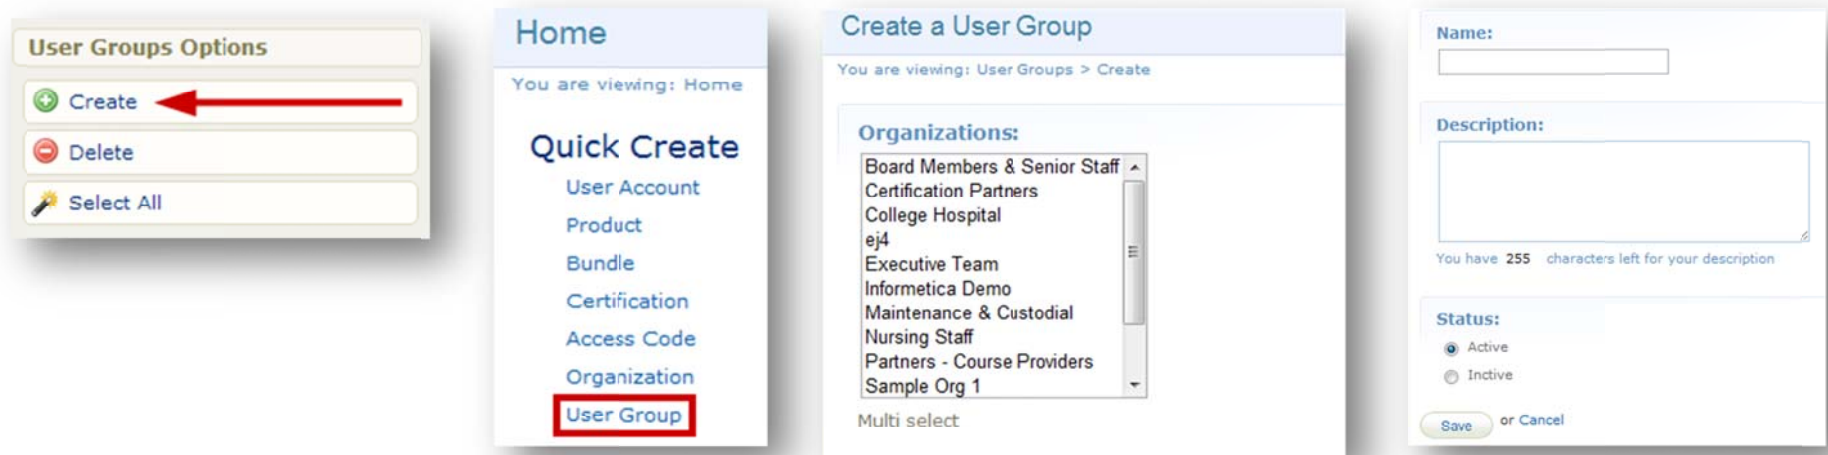 User Groups Options
Create
Delete
Select All
Home
You are viewing: Home
Quick Create
User Account
Product
Bundle
Certification
Access Code
Organization
User Group
Create a User Group
You are viewing: User Groups > Create
Organizations:
Board Members & Senior Staff
Certification Partners
College Hospital
ej4
Executive Team
Informetica Demo
Maintenance & Custodial
Nursing Staff
Partners - Course Providers
Sample Org 1
Multi select
Name:
Description:
You have 255 characters left for your description
Status:
Active
Inctive
Save or Cancel